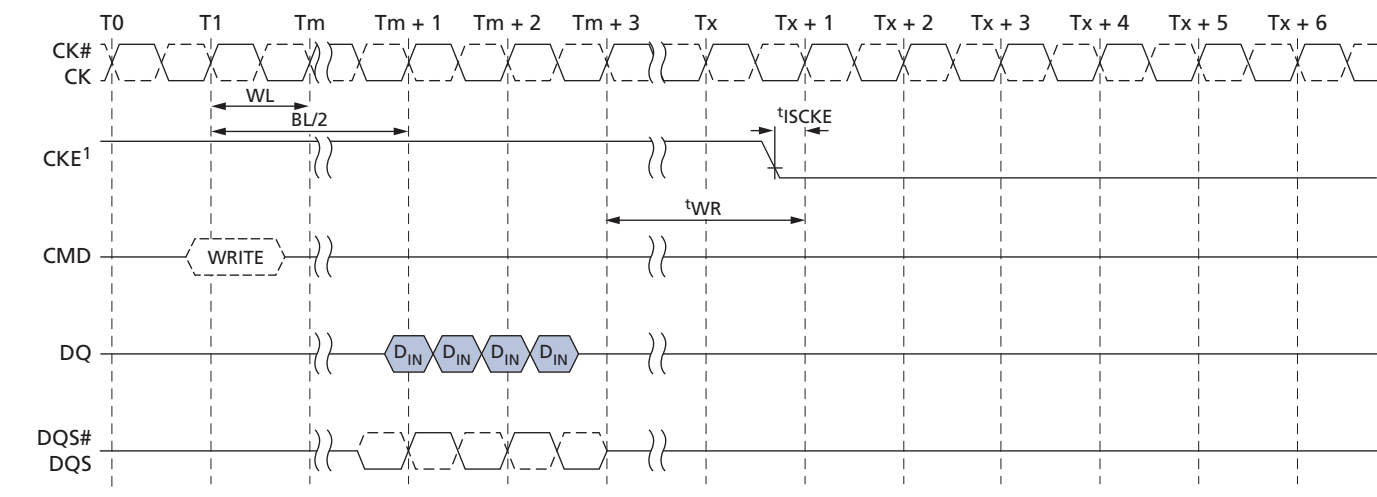 T0 T1 Tm Tm + 1 Tm + 2 Tm + 3 Tx Tx + 1 Tx + 2 Tx + 3 Tx + 4 Tx + 5 Tx + 6
CK#
CK
WL
BL/2
tISCKE
CKE1
tWR
CMD WRITE
DQ DIN DIN DIN DIN
DQS#
DQS